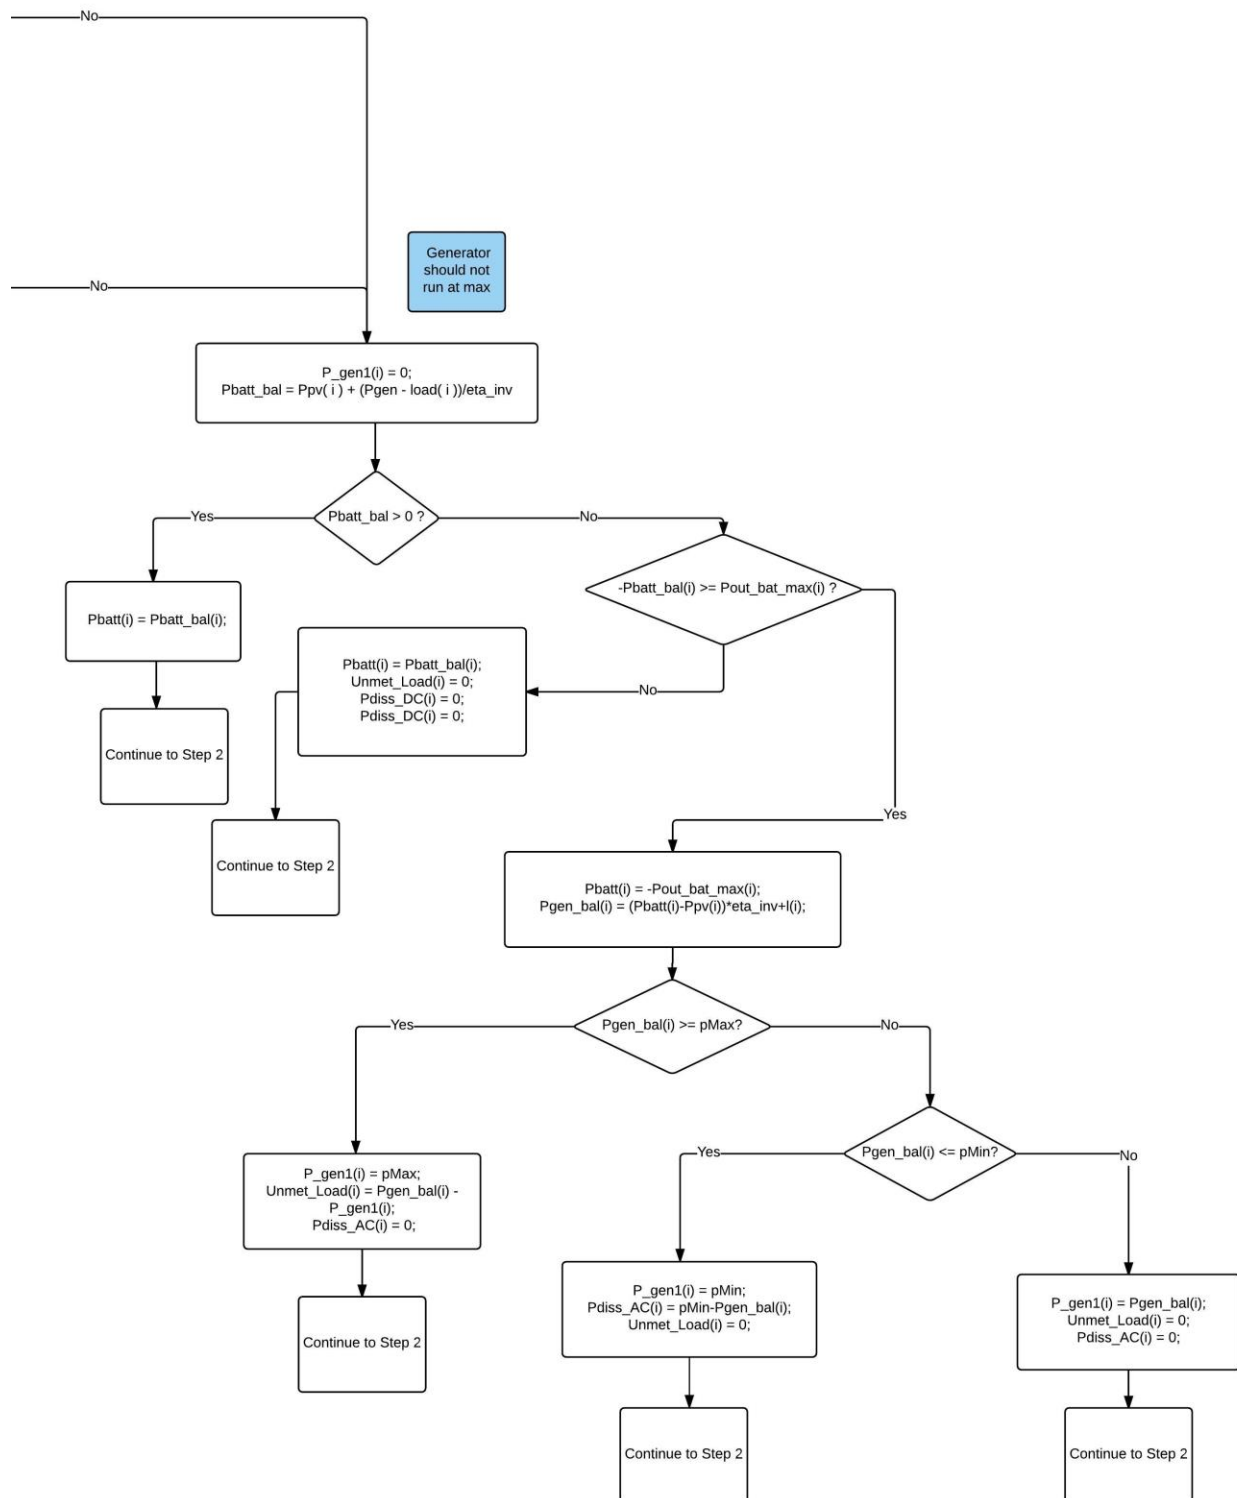 No
No
Generator
should not
run at max
P_gen1(i) = 0;
Pbatt_bal = Ppv( i ) + (Pgen - load( i ))/eta_inv
Pbatt_bal > 0 ?
Yes
No
-Pbatt_bal(i) >= Pout_bat_max(i) ?
Pbatt(i) = Pbatt_bal(i);
Continue to Step 2
Pbatt(i) = Pbatt_bal(i);
Unmet_Load(i) = 0;
Pdiss_DC(i) = 0;
Pdiss_DC(i) = 0;
No
Continue to Step 2
Yes
Pbatt(i) = -Pout_bat_max(i);
Pgen_bal(i) = (Pbatt(i)-Ppv(i))*eta_inv+l(i);
Pgen_bal(i) >= pMax?
Yes
No
Pgen_bal(i) <= pMin?
Yes
No
P_gen1(i) = pMax;
Unmet_Load(i) = Pgen_bal(i) -
P_gen1(i);
Pdiss_AC(i) = 0;
Continue to Step 2
P_gen1(i) = pMin;
Pdiss_AC(i) = pMin-Pgen_bal(i);
Unmet_Load(i) = 0;
Continue to Step 2
P_gen1(i) = Pgen_bal(i);
Unmet_Load(i) = 0;
Pdiss_AC(i) = 0;
Continue to Step 2